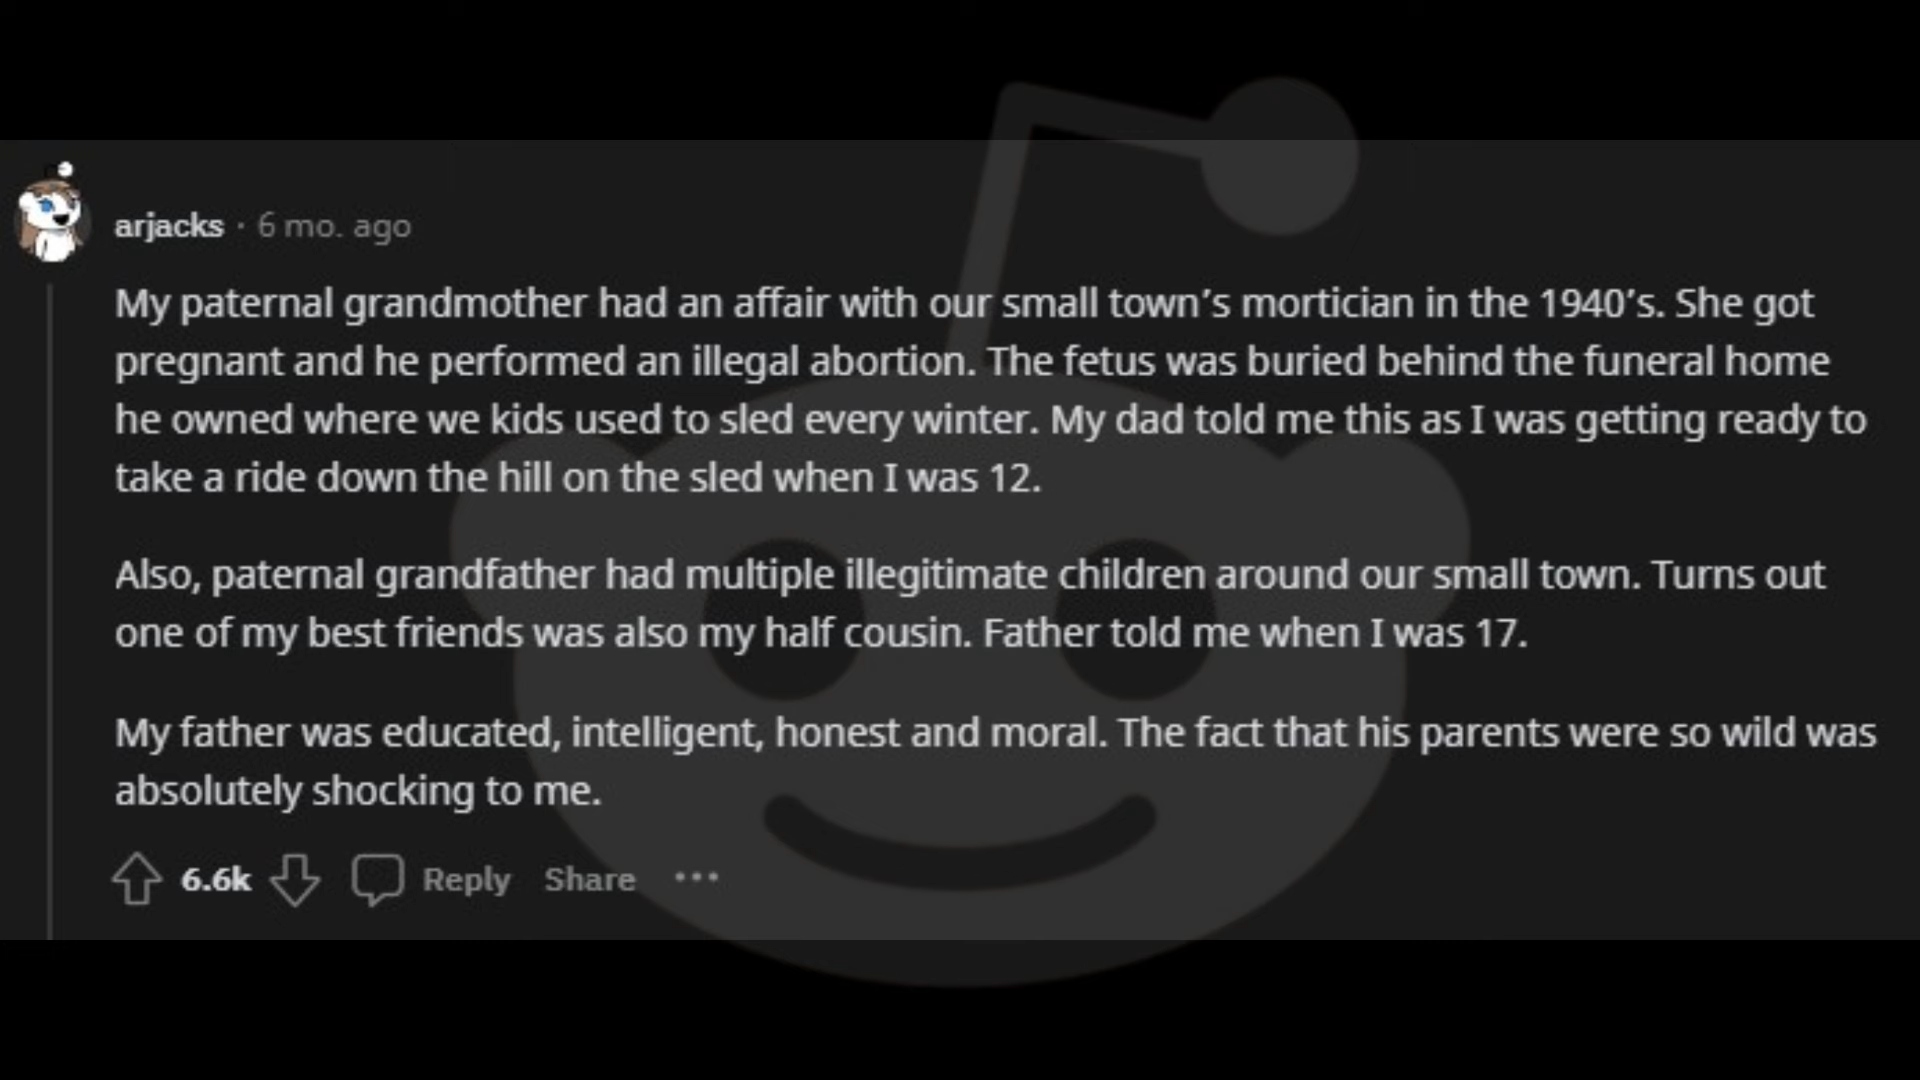 arjacks · 6 mo. ago
My paternal grandmother had an affair with our small town’s mortician in the 1940’s. She got
pregnant and he performed an illegal abortion. The fetus was buried behind the funeral home
he owned where we kids used to sled every winter. My dad told me this as I was getting ready to
take a ride down the hill on the sled when I was 12.
Also, paternal grandfather had multiple illegitimate children around our small town. Turns out
one of my best friends was also my half cousin. Father told me when I was 17.
My father was educated, intelligent, honest and moral. The fact that his parents were so wild was
absolutely shocking to me.
6.6k Reply Share ···